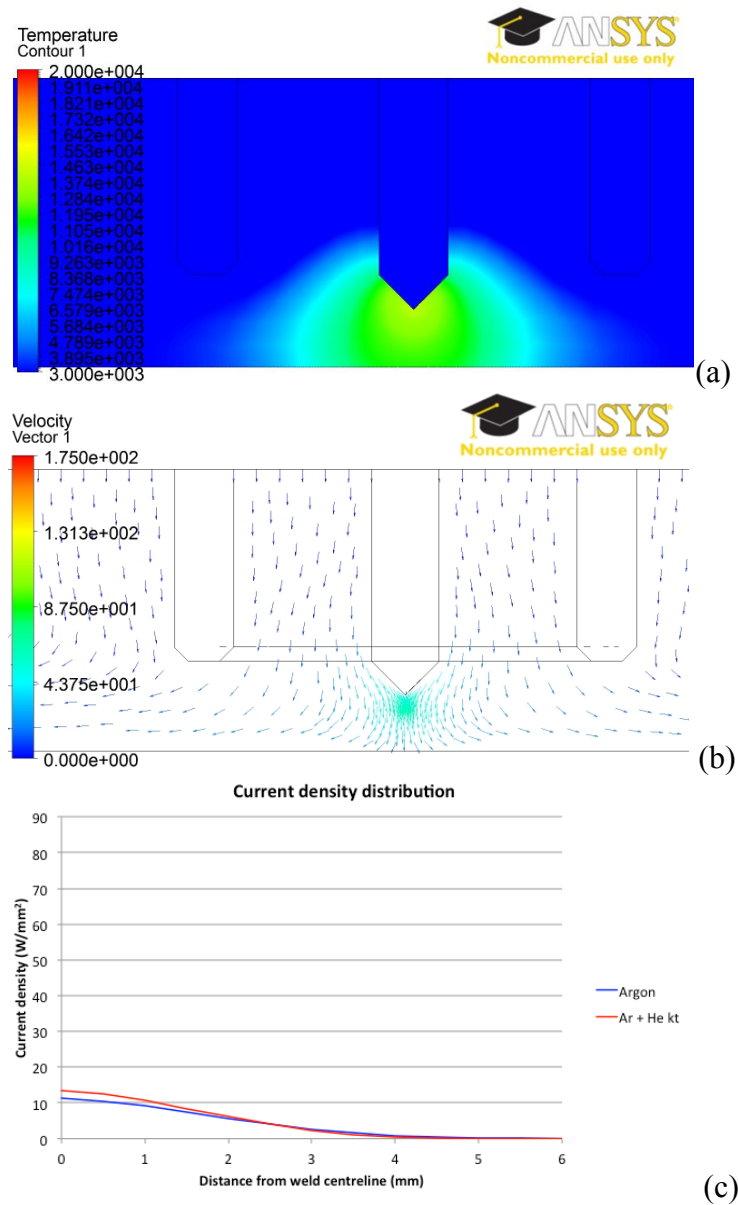 ANSYS
Noncommercial use only
Temperature
Contour 1
2.000e+004
1.911e+004
1.821e+004
1.732e+004
1.642e+004
1.553e+004
1.463e+004
1.374e+004
1.284e+004
1.195e+004
1.105e+004
1.016e+004
9.263e+003
8.368e+003
7.474e+003
6.579e+003
5.684e+003
4.789e+003
3.895e+003
3.000e+003
(a)
ANSYS
Noncommercial use only
Velocity
Vector 1
1.750e+002
1.313e+002
8.750e+001
4.375e+001
0.000e+000
(b)
Current density distribution
Current density (W/mm²)
90
80
70
60
50
40
30
20
10
0
0 1 2 3 4 5 6
Distance from weld centreline (mm)
Argon
Ar + He kt
(c)